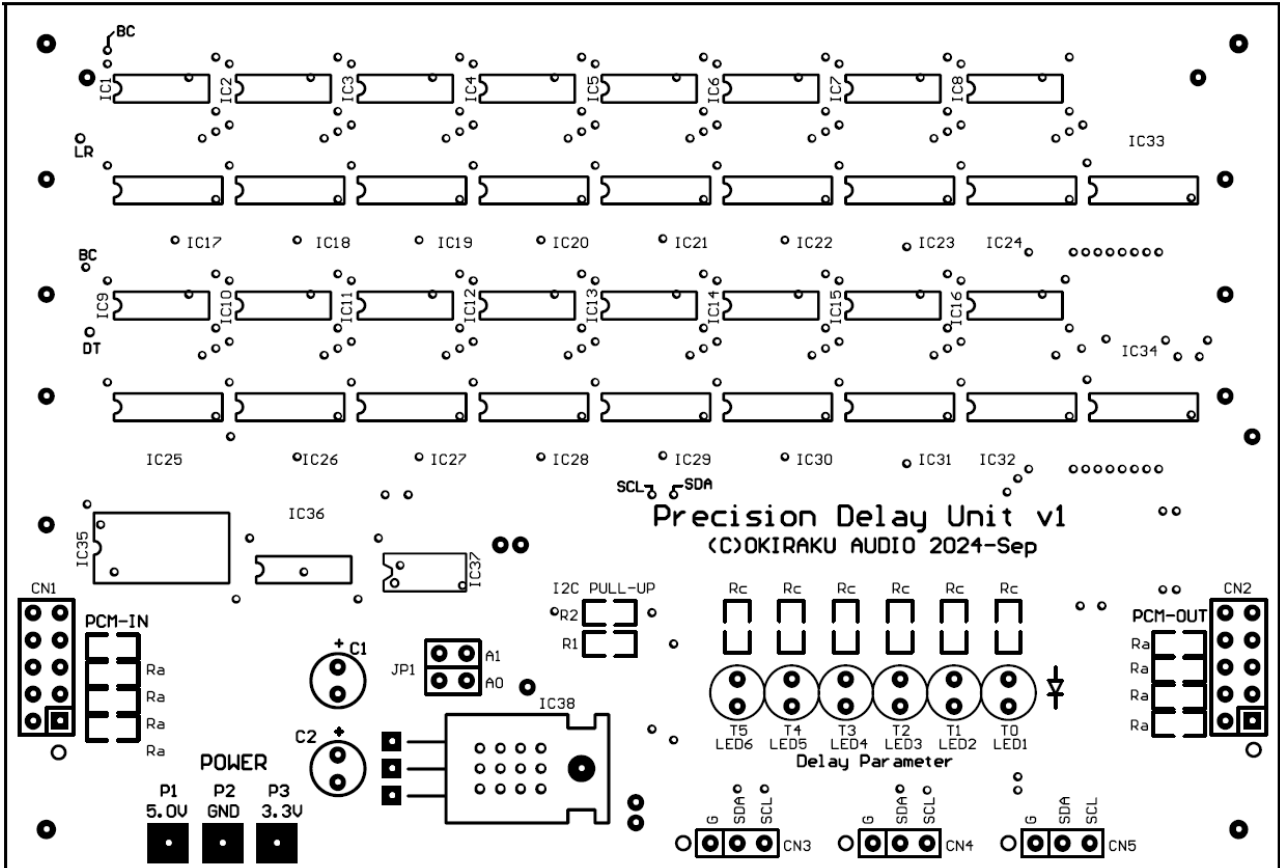 BC
IC1 IC2 IC3 IC4 IC5 IC6 IC7 IC8
LR
IC33
IC17 IC18 IC19 IC20 IC21 IC22 IC23 IC24
BC
IC9 IC10 IC11 IC12 IC13 IC14 IC15 IC16
DT
IC34
IC25 IC26 IC27 IC28 IC29 IC30 IC31 IC32
SCL SDA
Precision Delay Unit v1
(C)OKIRAKU AUDIO 2024-Sep
IC35
IC36
IC37
CN1
PCM-IN
Ra
Ra
Ra
Ra
I2C PULL-UP
R2
R1
Rc Rc Rc Rc Rc Rc
CN2
PCM-OUT
Ra
Ra
Ra
Ra
+ C1
JP1
A1
A0
IC38
C2 +
T5 T4 T3 T2 T1 T0
LED6 LED5 LED4 LED3 LED2 LED1
Delay Parameter
POWER
P1 P2 P3
5.0V GND 3.3V
G SDA SCL
CN3
G SDA SCL
CN4
G SDA SCL
CN5